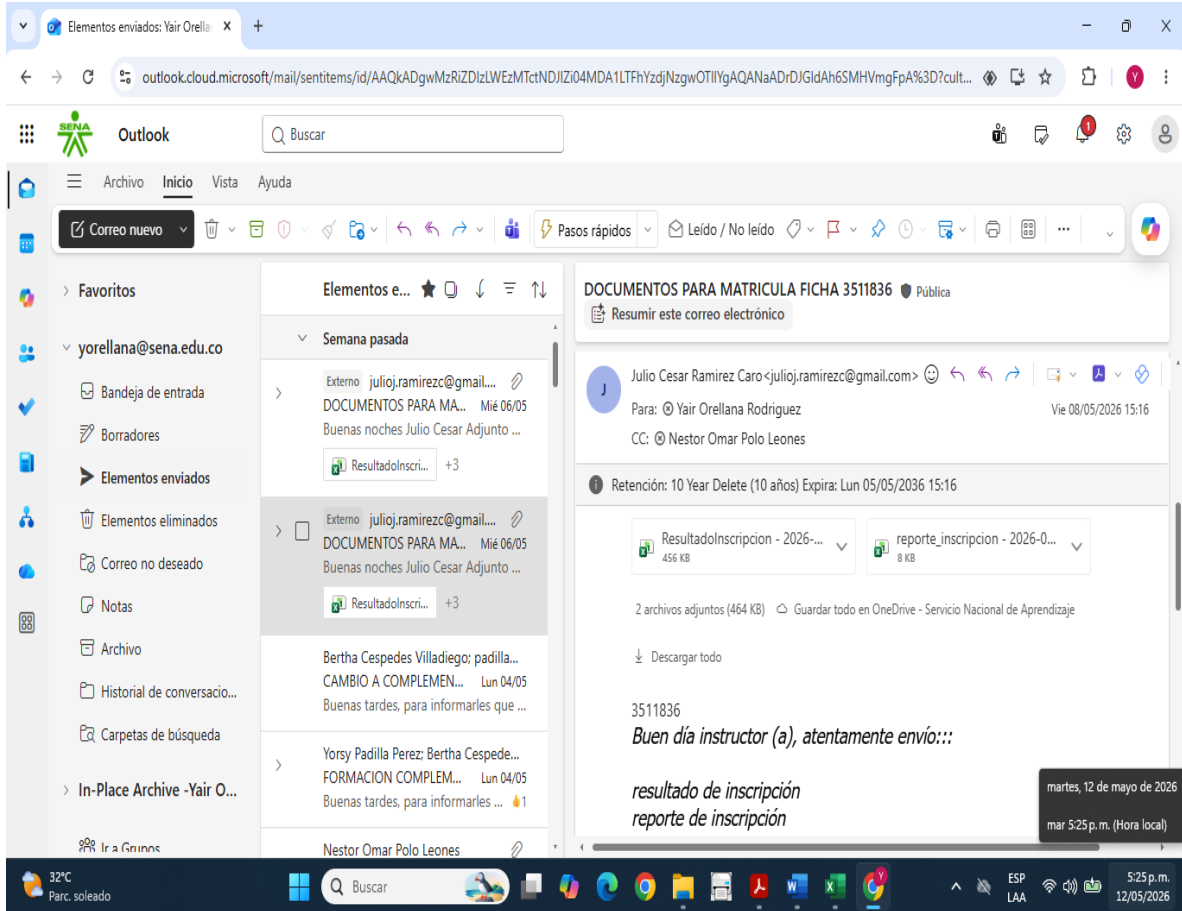 Elementos enviados: Yair Orella
outlook.cloud.microsoft/mail/sentitems/id/AAQkADgwMzRiZDIzLWEzMTctNDJlZi04MDA1LTFhYzdjNzgwOTllYgAQANaADrDJGldAh6SMHVmgFpA%3D?cult...
Y
SENA
Outlook
Buscar
1
Archivo Inicio Vista Ayuda
Correo nuevo
Pasos rápidos
Leído / No leído
Favoritos
yorellana@sena.edu.co
Bandeja de entrada
Borradores
Elementos enviados
Elementos eliminados
Correo no deseado
Notas
Archivo
Historial de conversacio...
Carpetas de búsqueda
In-Place Archive -Yair O...
Ir a Grupos
Elementos e...
Semana pasada
Externo julioj.ramirezc@gmail....
DOCUMENTOS PARA MA... Mié 06/05
Buenas noches Julio Cesar Adjunto ...
ResultadoInscri... +3
Externo julioj.ramirezc@gmail....
DOCUMENTOS PARA MA... Mié 06/05
Buenas noches Julio Cesar Adjunto ...
ResultadoInscri... +3
Bertha Cespedes Villadiego; padilla...
CAMBIO A COMPLEMEN... Lun 04/05
Buenas tardes, para informarles que ...
Yorsy Padilla Perez; Bertha Cespede...
FORMACION COMPLEM... Lun 04/05
Buenas tardes, para informarles ... 👍1
Nestor Omar Polo Leones
DOCUMENTOS PARA MATRICULA FICHA 3511836 Pública
Resumir este correo electrónico
J
Julio Cesar Ramirez Caro<julioj.ramirezc@gmail.com>
Para: Yair Orellana Rodriguez
Vie 08/05/2026 15:16
CC: Nestor Omar Polo Leones
Retención: 10 Year Delete (10 años) Expira: Lun 05/05/2036 15:16
ResultadoInscripcion - 2026-...
456 KB
reporte_inscripcion - 2026-0...
8 KB
2 archivos adjuntos (464 KB) Guardar todo en OneDrive - Servicio Nacional de Aprendizaje
Descargar todo
3511836
Buen día instructor (a), atentamente envío:::
resultado de inscripción
reporte de inscripción
martes, 12 de mayo de 2026
mar 5:25 p. m. (Hora local)
32°C
Parc. soleado
Buscar
ESP
LAA
5:25 p.m.
12/05/2026